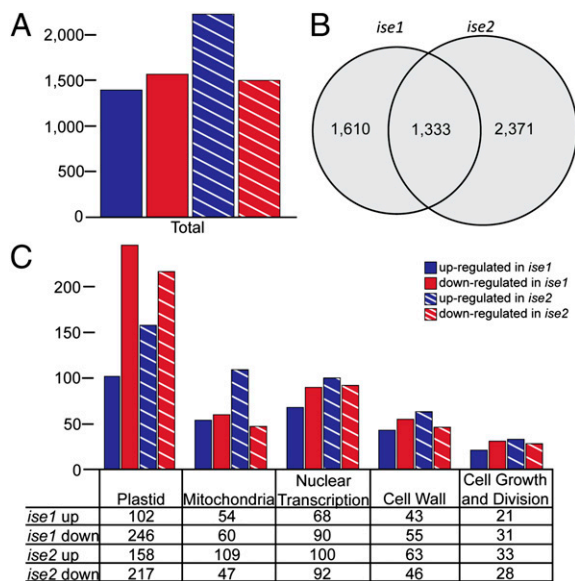 A
2,000
1,500
1,000
500
0
Total
B
ise1 ise2
1,610 1,333 2,371
C
200
150
100
50
0
up-regulated in ise1
down-regulated in ise1
up-regulated in ise2
down-regulated in ise2
Plastid Mitochondria Nuclear Transcription Cell Wall Cell Growth and Division
ise1 up 102 54 68 43 21
ise1 down 246 60 90 55 31
ise2 up 158 109 100 63 33
ise2 down 217 47 92 46 28